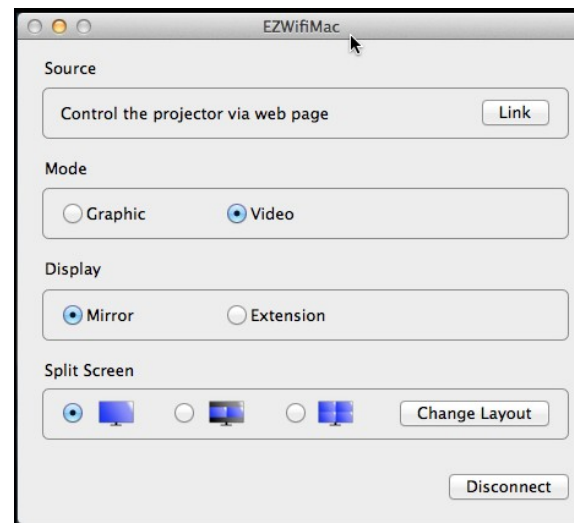 EZWifiMac
Source
Control the projector via web page Link
Mode
Graphic Video
Display
Mirror Extension
Split Screen
Change Layout
Disconnect